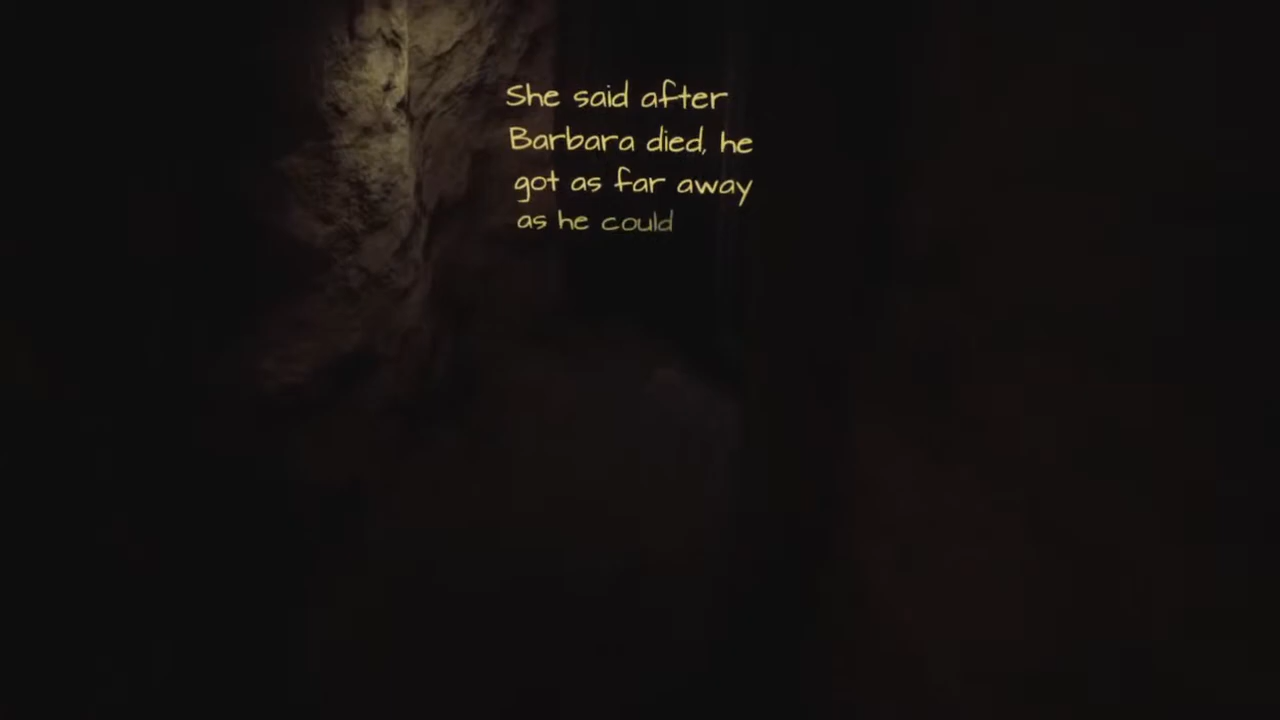 She said after
Barbara died, he
got as far away
as he could